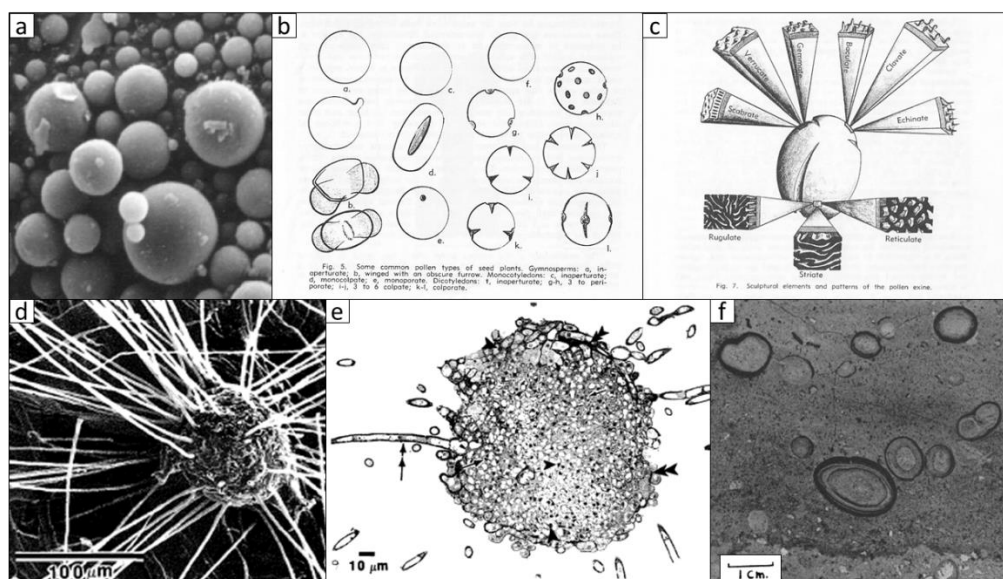 a
b
a.
b.
c.
d.
e.
f.
g.
h.
i.
j
k.
l.
Fig. 5. Some common pollen types of seed plants. Gymnosperms: a, in-
aperturate; b, winged with an obscure furrow. Monocotyledons: c, inaperturate;
d, monocolpate; e, monoporate. Dicotyledons: f, inaperturate; g-h, 3 to peri-
porate; i-j, 3 to 6 colpate; k-l, colporate.
c
Scabrate
Verrucate
Gemmate
Baculate
Clavate
Echinate
Rugulate
Striate
Reticulate
Fig. 7. Sculptural elements and patterns of the pollen exine.
d
100 μm
e
10 μm
f
1 Cm.